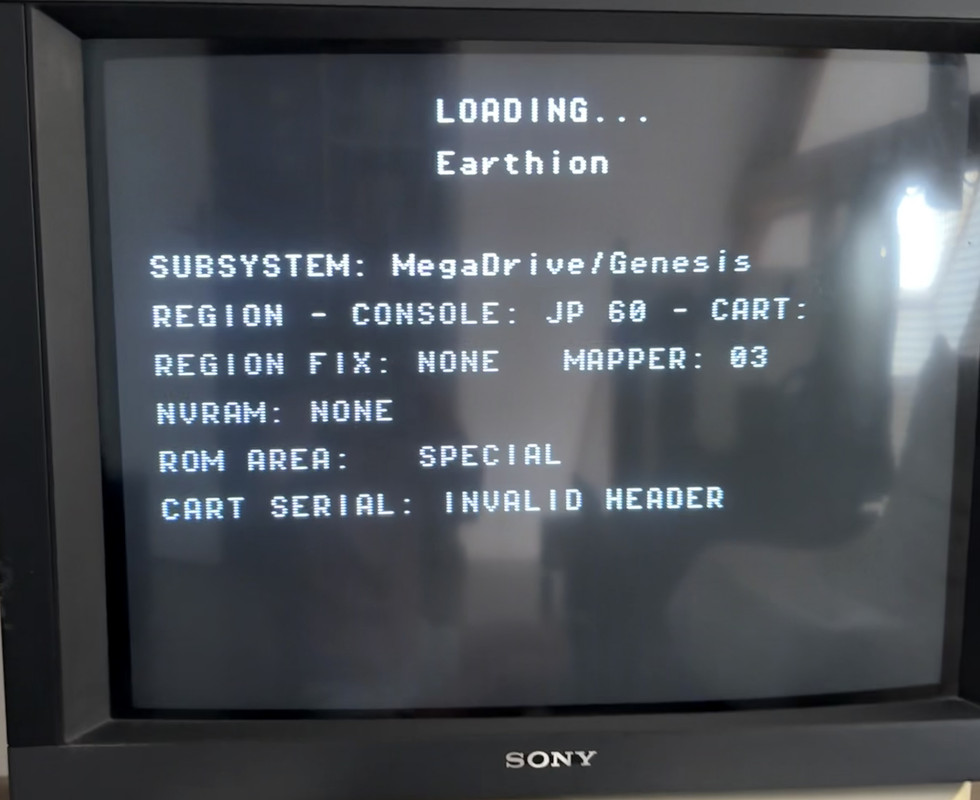 LOADING...
Earthion
SUBSYSTEM: MegaDrive/Genesis
REGION - CONSOLE: JP 60 - CART:
REGION FIX: NONE MAPPER: 03
NVRAM: NONE
ROM AREA: SPECIAL
CART SERIAL: INVALID HEADER
SONY